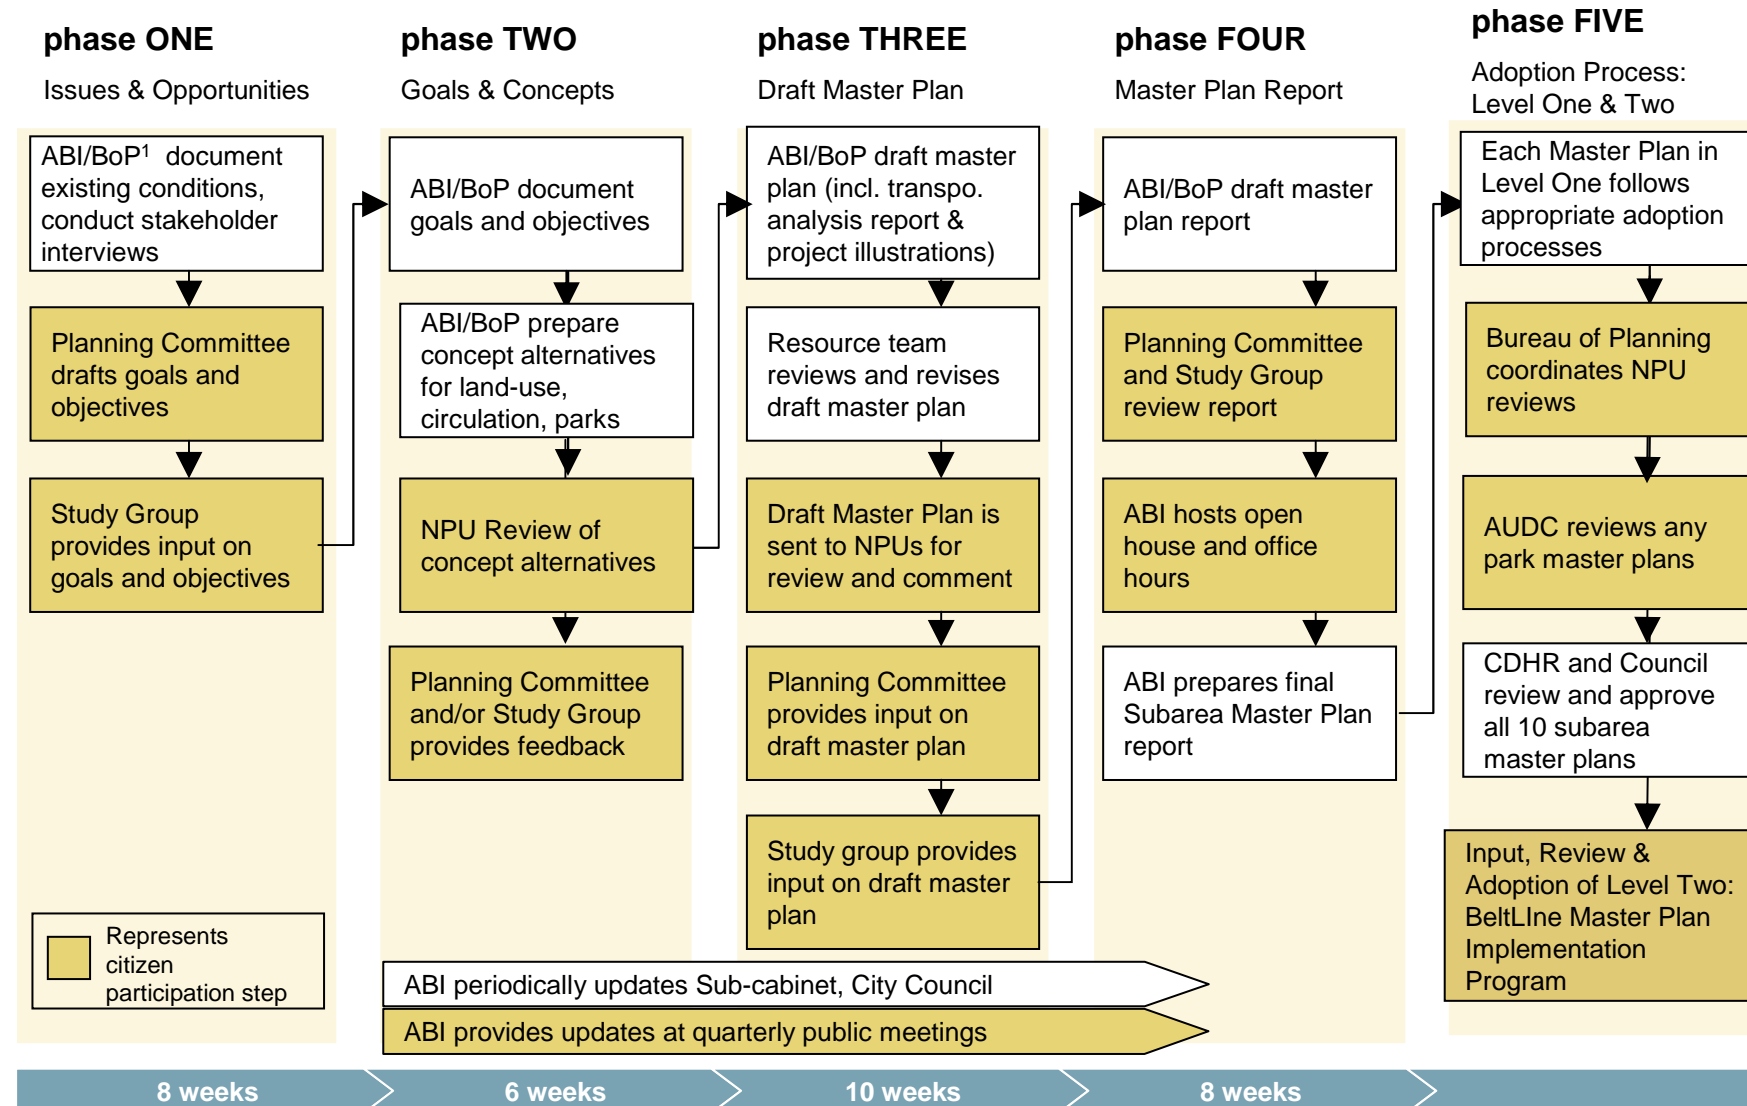 phase ONE
Issues & Opportunities
ABI/BoP1 document
existing conditions,
conduct stakeholder
interviews
Planning Committee
drafts goals and
objectives
Study Group
provides input on
goals and objectives
Represents
citizen
participation step
phase TWO
Goals & Concepts
ABI/BoP document
goals and objectives
ABI/BoP prepare
concept alternatives
for land-use,
circulation, parks
NPU Review of
concept alternatives
Planning Committee
and/or Study Group
provides feedback
phase THREE
Draft Master Plan
ABI/BoP draft master
plan (incl. transpo.
analysis report &
project illustrations)
Resource team
reviews and revises
draft master plan
Draft Master Plan is
sent to NPUs for
review and comment
Planning Committee
provides input on
draft master plan
Study group provides
input on draft master
plan
phase FOUR
Master Plan Report
ABI/BoP draft master
plan report
Planning Committee
and Study Group
review report
ABI hosts open
house and office
hours
ABI prepares final
Subarea Master Plan
report
phase FIVE
Adoption Process:
Level One & Two
Each Master Plan in
Level One follows
appropriate adoption
processes
Bureau of Planning
coordinates NPU
reviews
AUDC reviews any
park master plans
CDHR and Council
review and approve
all 10 subarea
master plans
Input, Review &
Adoption of Level Two:
BeltLIne Master Plan
Implementation
Program
ABI periodically updates Sub-cabinet, City Council
ABI provides updates at quarterly public meetings
8 weeks
6 weeks
10 weeks
8 weeks